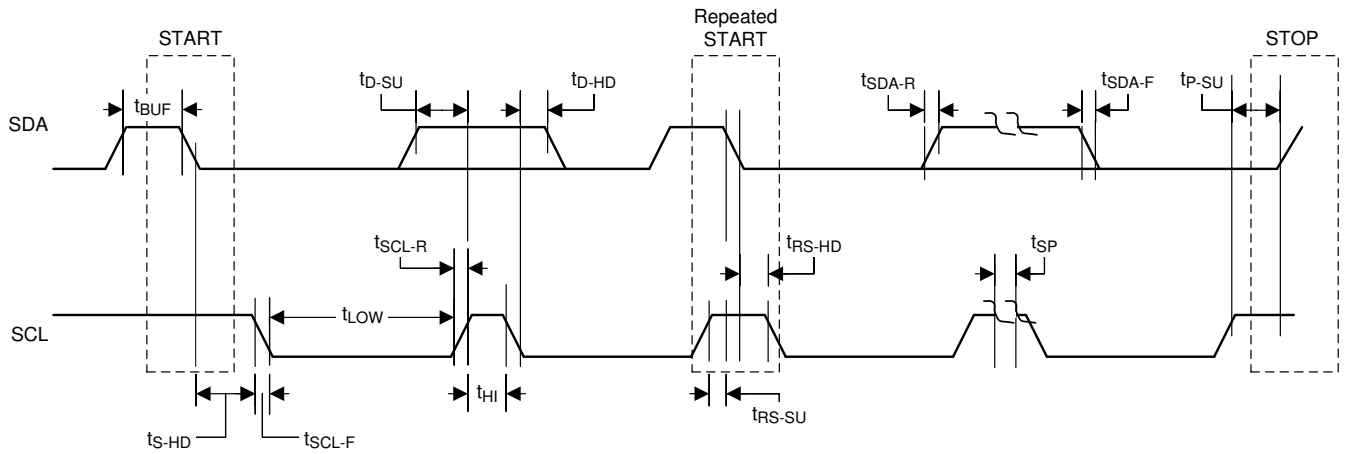 START
Repeated
START
STOP
tBUF
tD-SU
tD-HD
tSDA-R
tSDA-F
tP-SU
SDA
tSCL-R
tRS-HD
tSP
tLOW
SCL
tHI
tRS-SU
tS-HD
tSCL-F